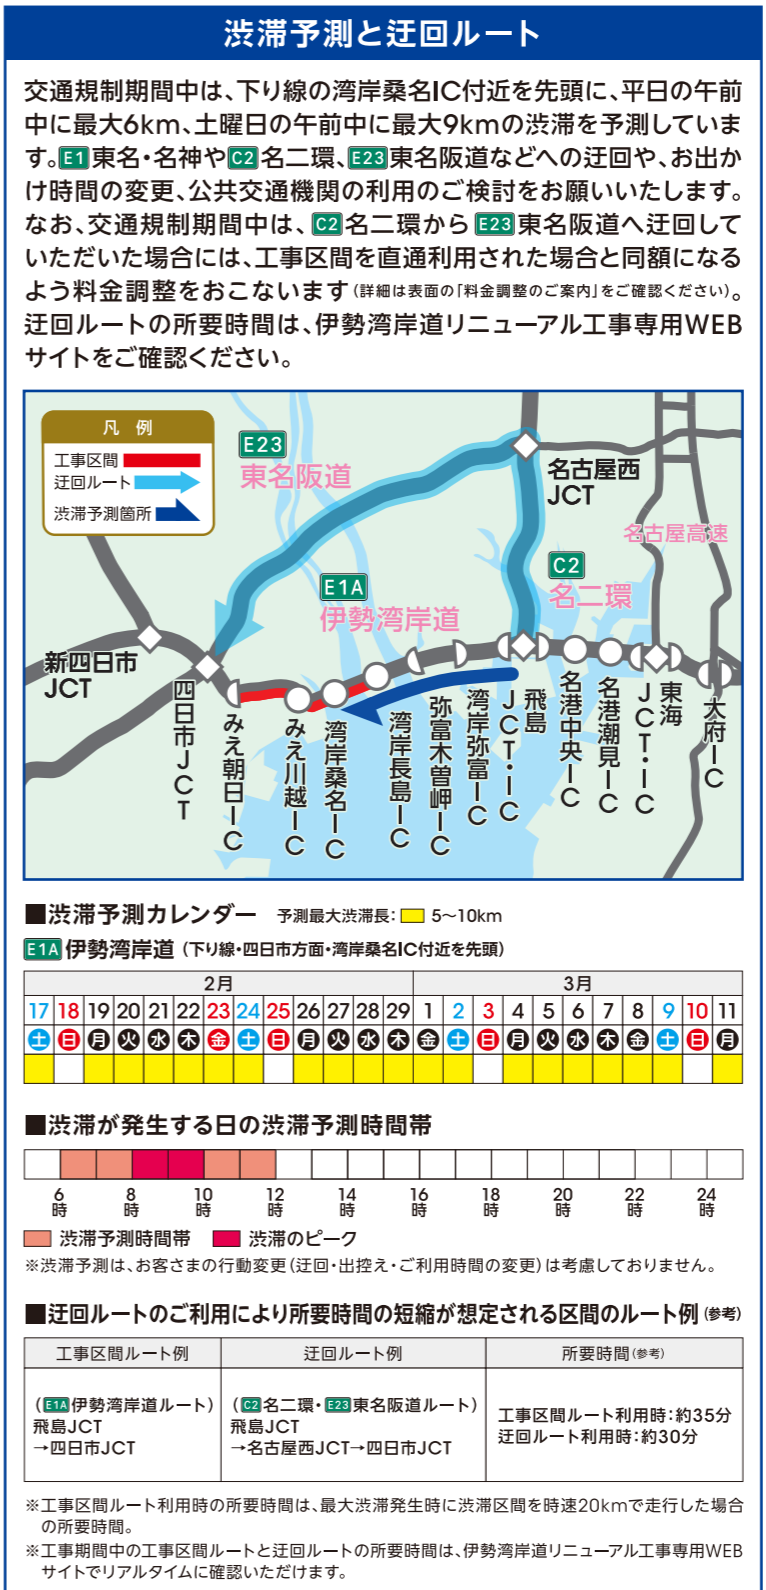 渋滞予測と迂回ルート
交通規制期間中は、下り線の湾岸桑名IC付近を先頭に、平日の午前
中に最大6km、土曜日の午前中に最大9kmの渋滞を予測していま
す。E1東名・名神やC2名二環、E23東名阪道などへの迂回や、お出か
け時間の変更、公共交通機関の利用のご検討をお願いいたします。
なお、交通規制期間中は、C2名二環からE23東名阪道へ迂回して
いただいた場合には、工事区間を直通利用された場合と同額になる
よう料金調整をおこないます(詳細は表面の「料金調整のご案内」をご確認ください)。
迂回ルートの所要時間は、伊勢湾岸道リニューアル工事専用WEB
サイトをご確認ください。
凡 例
工事区間
迂回ルート
渋滞予測箇所
E23
東名阪道
名古屋西
JCT
名古屋高速
C2
名二環
E1A
伊勢湾岸道
新四日市
JCT
四日市JCT
みえ朝日IC
みえ川越IC
湾岸桑名IC
湾岸長島IC
弥富木曽岬IC
湾岸弥富IC
飛島
JCT・IC
名港中央IC
名港潮見IC
東海
JCT・IC
大府IC
■渋滞予測カレンダー 予測最大渋滞長: 5〜10km
E1A 伊勢湾岸道(下り線・四日市方面・湾岸桑名IC付近を先頭)
2月 3月
17 18 19 20 21 22 23 24 25 26 27 28 29 1 2 3 4 5 6 7 8 9 10 11
土 日 月 火 水 木 金 土 日 月 火 水 木 金 土 日 月 火 水 木 金 土 日 月
■渋滞が発生する日の渋滞予測時間帯
6時 8時 10時 12時 14時 16時 18時 20時 22時 24時
渋滞予測時間帯 渋滞のピーク
※渋滞予測は、お客さまの行動変更(迂回・出控え・ご利用時間の変更)は考慮しておりません。
■迂回ルートのご利用により所要時間の短縮が想定される区間のルート例(参考)
工事区間ルート例 迂回ルート例 所要時間(参考)
(E1A伊勢湾岸道ルート)
飛島JCT
→四日市JCT
(C2名二環・E23東名阪道ルート)
飛島JCT
→名古屋西JCT→四日市JCT
工事区間ルート利用時:約35分
迂回ルート利用時:約30分
※工事区間ルート利用時の所要時間は、最大渋滞発生時に渋滞区間を時速20kmで走行した場合
の所要時間。
※工事期間中の工事区間ルートと迂回ルートの所要時間は、伊勢湾岸道リニューアル工事専用WEB
サイトでリアルタイムに確認いただけます。